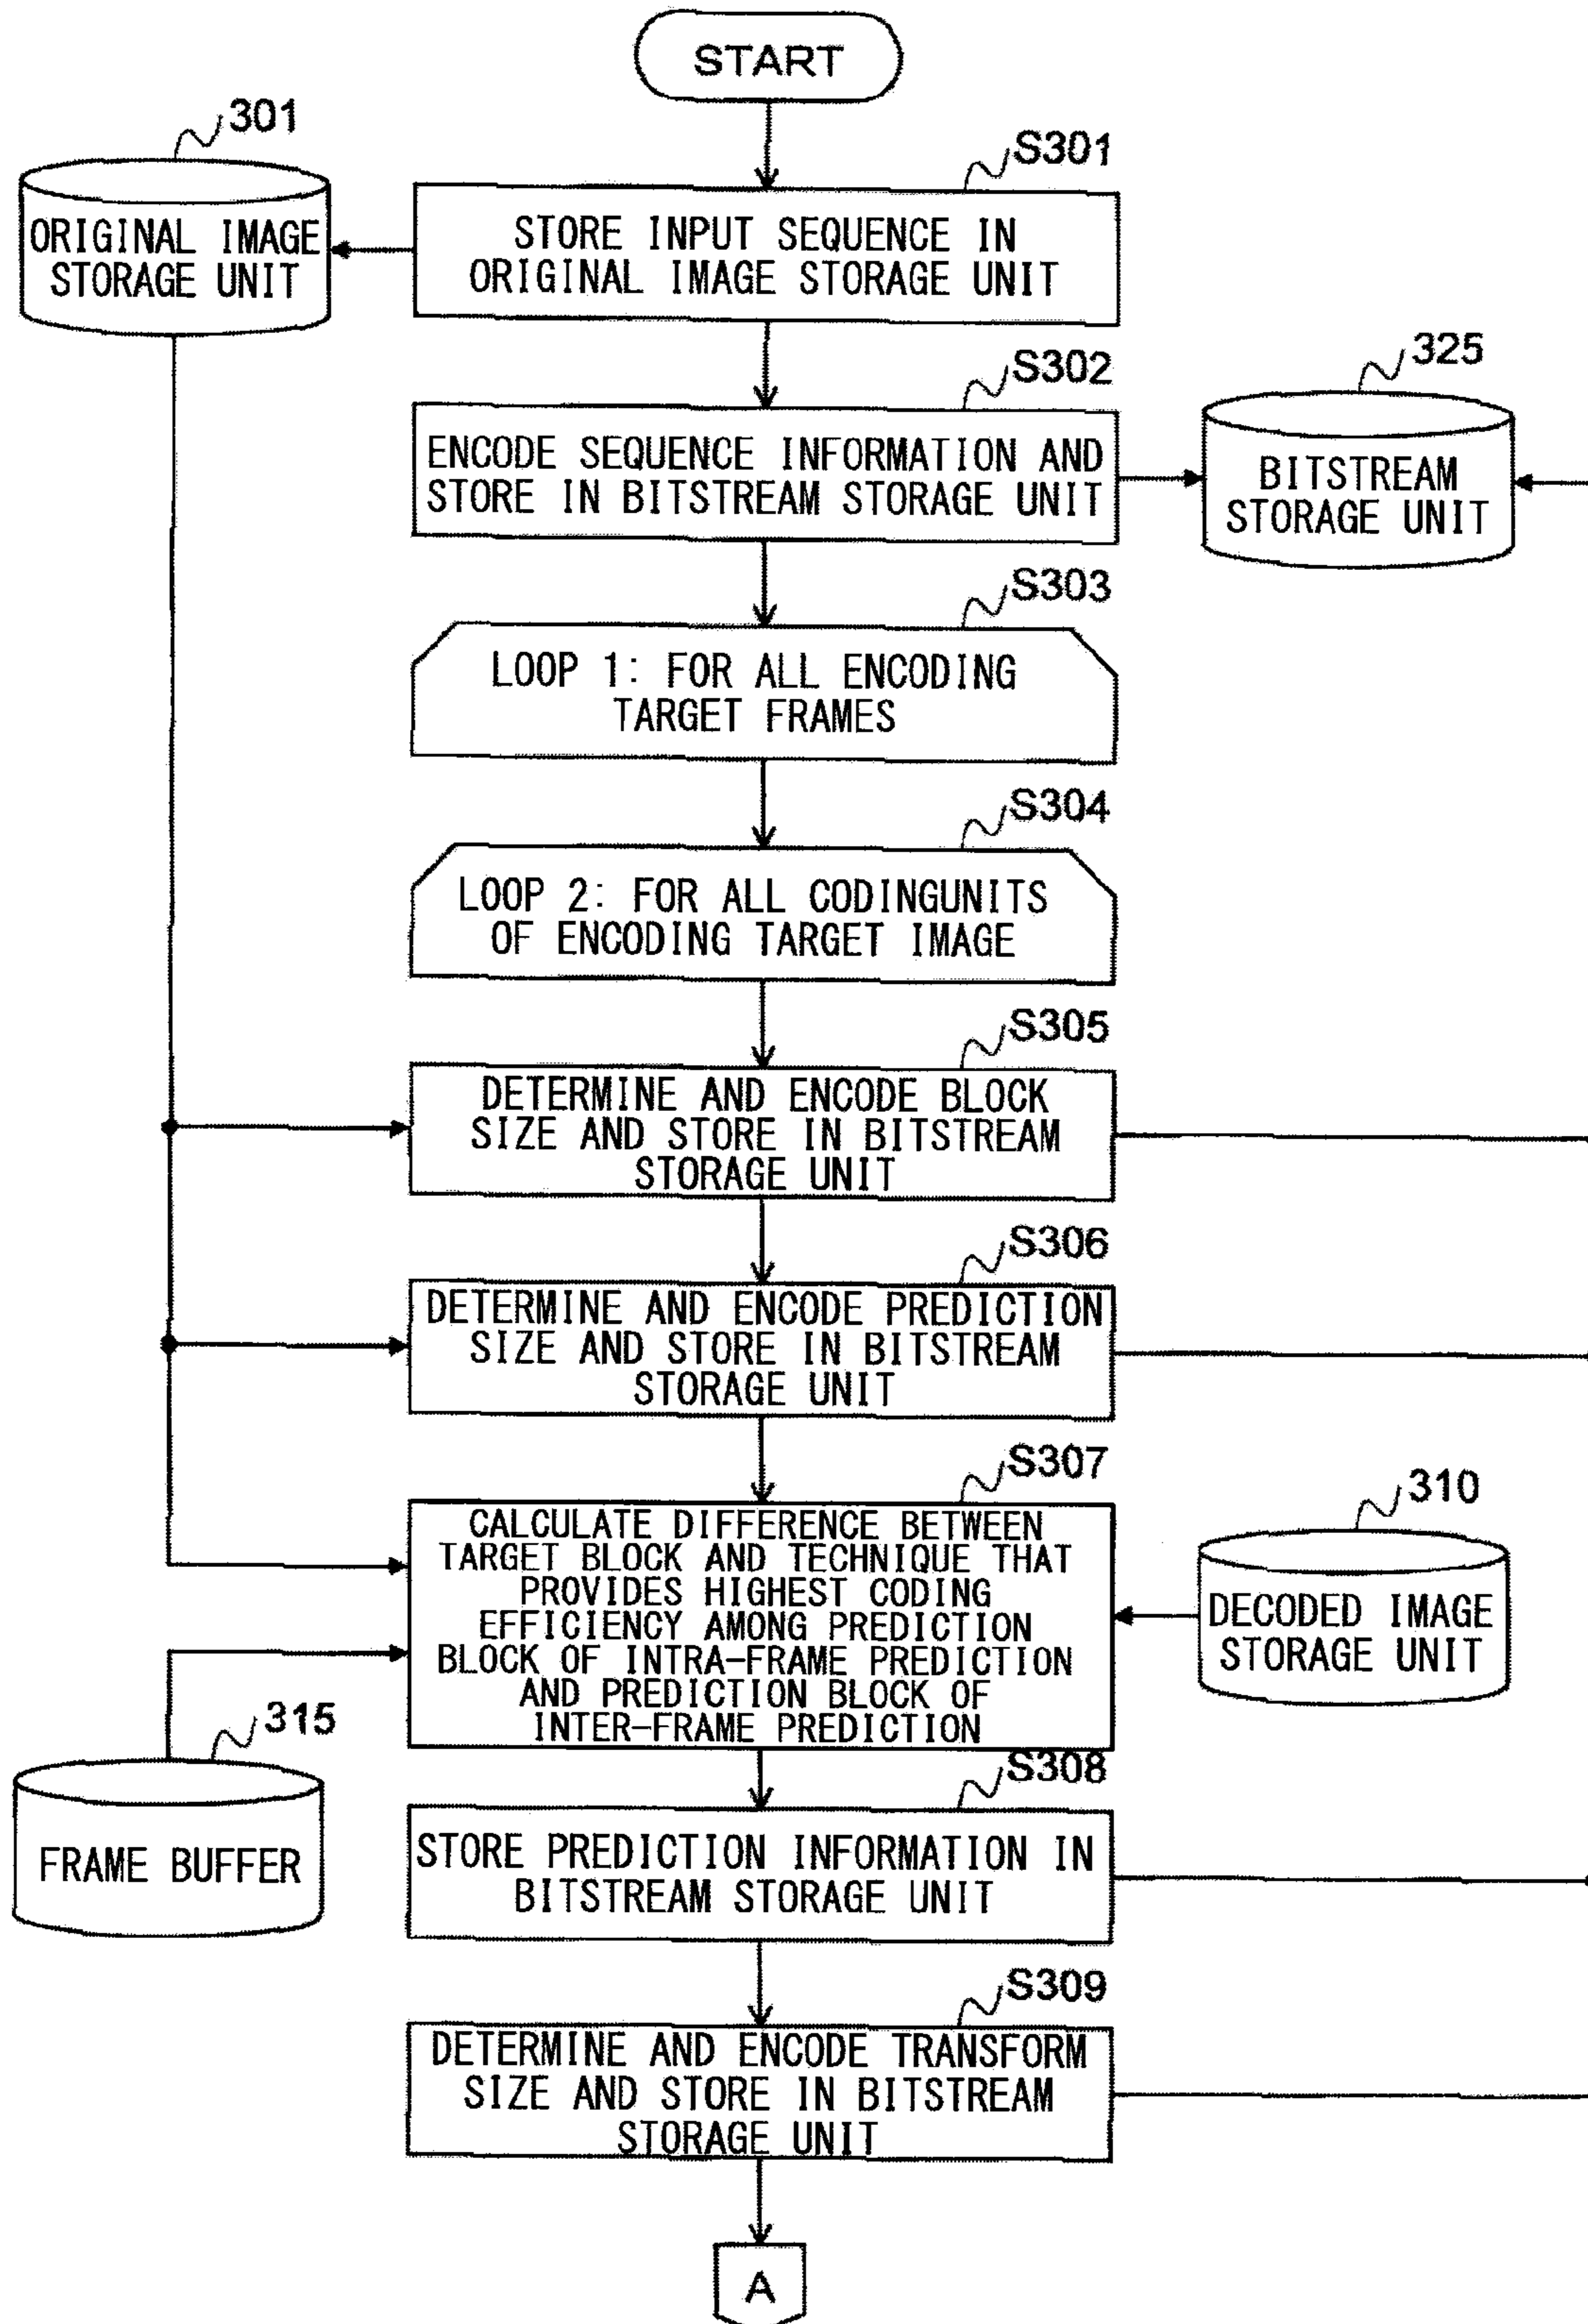 START
301
S301
ORIGINAL IMAGE
STORAGE UNIT
STORE INPUT SEQUENCE IN
ORIGINAL IMAGE STORAGE UNIT
S302
325
ENCODE SEQUENCE INFORMATION AND
STORE IN BITSTREAM STORAGE UNIT
BITSTREAM
STORAGE UNIT
S303
LOOP 1: FOR ALL ENCODING
TARGET FRAMES
S304
LOOP 2: FOR ALL CODINGUNITS
OF ENCODING TARGET IMAGE
S305
DETERMINE AND ENCODE BLOCK
SIZE AND STORE IN BITSTREAM
STORAGE UNIT
S306
DETERMINE AND ENCODE PREDICTION
SIZE AND STORE IN BITSTREAM
STORAGE UNIT
S307
310
CALCULATE DIFFERENCE BETWEEN
TARGET BLOCK AND TECHNIQUE THAT
PROVIDES HIGHEST CODING
EFFICIENCY AMONG PREDICTION
BLOCK OF INTRA-FRAME PREDICTION
AND PREDICTION BLOCK OF
INTER-FRAME PREDICTION
DECODED IMAGE
STORAGE UNIT
315
FRAME BUFFER
S308
STORE PREDICTION INFORMATION IN
BITSTREAM STORAGE UNIT
S309
DETERMINE AND ENCODE TRANSFORM
SIZE AND STORE IN BITSTREAM
STORAGE UNIT
A